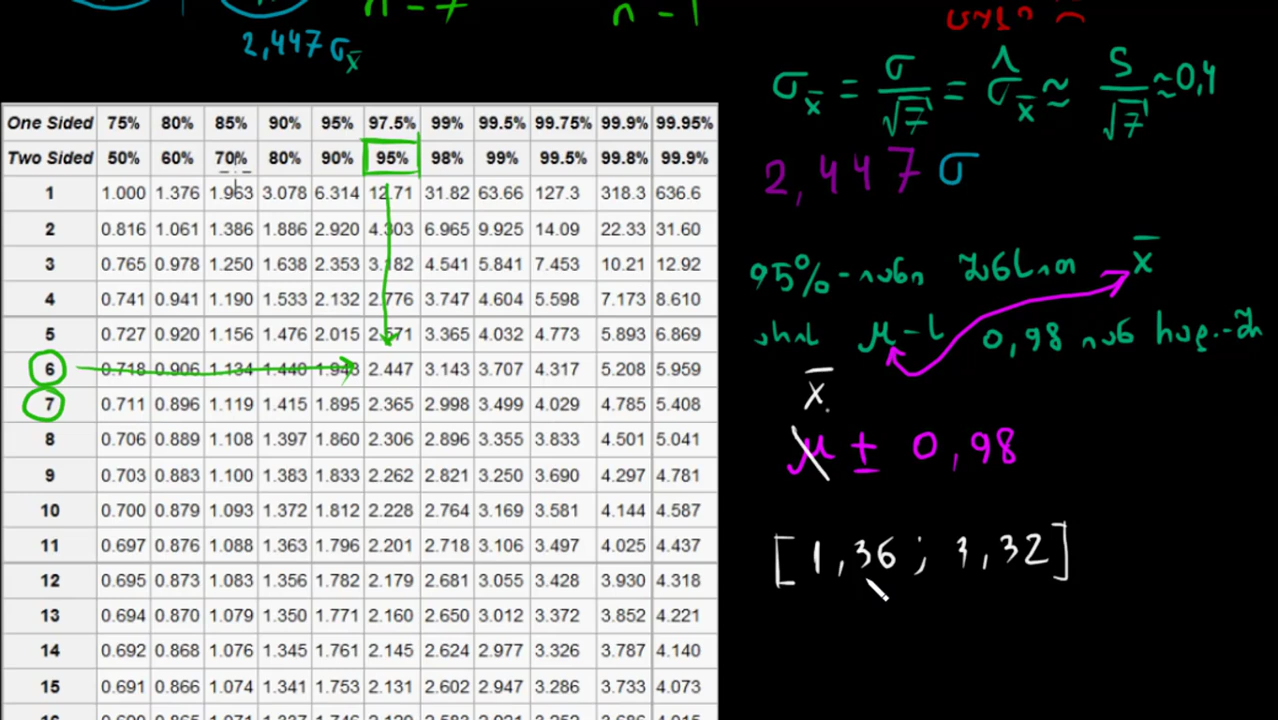 n = 7 n - 1
2,447 σx̄
One Sided 75% 80% 85% 90% 95% 97.5% 99% 99.5% 99.75% 99.9% 99.95%
Two Sided 50% 60% 70% 80% 90% 95% 98% 99% 99.5% 99.8% 99.9%
1 1.000 1.376 1.963 3.078 6.314 12.71 31.82 63.66 127.3 318.3 636.6
2 0.816 1.061 1.386 1.886 2.920 4.303 6.965 9.925 14.09 22.33 31.60
3 0.765 0.978 1.250 1.638 2.353 3.182 4.541 5.841 7.453 10.21 12.92
4 0.741 0.941 1.190 1.533 2.132 2.776 3.747 4.604 5.598 7.173 8.610
5 0.727 0.920 1.156 1.476 2.015 2.571 3.365 4.032 4.773 5.893 6.869
6 0.718 0.906 1.134 1.440 1.943 2.447 3.143 3.707 4.317 5.208 5.959
7 0.711 0.896 1.119 1.415 1.895 2.365 2.998 3.499 4.029 4.785 5.408
8 0.706 0.889 1.108 1.397 1.860 2.306 2.896 3.355 3.833 4.501 5.041
9 0.703 0.883 1.100 1.383 1.833 2.262 2.821 3.250 3.690 4.297 4.781
10 0.700 0.879 1.093 1.372 1.812 2.228 2.764 3.169 3.581 4.144 4.587
11 0.697 0.876 1.088 1.363 1.796 2.201 2.718 3.106 3.497 4.025 4.437
12 0.695 0.873 1.083 1.356 1.782 2.179 2.681 3.055 3.428 3.930 4.318
13 0.694 0.870 1.079 1.350 1.771 2.160 2.650 3.012 3.372 3.852 4.221
14 0.692 0.868 1.076 1.345 1.761 2.145 2.624 2.977 3.326 3.787 4.140
15 0.691 0.866 1.074 1.341 1.753 2.131 2.602 2.947 3.286 3.733 4.073
σx̄ = σ/√7 = σ̂x̄ ≈ S/√7 ≈ 0,4
2,447 σ
95% x̄
μ 0,98
x̄
μ ± 0,98
[1,36 ; 3,32]